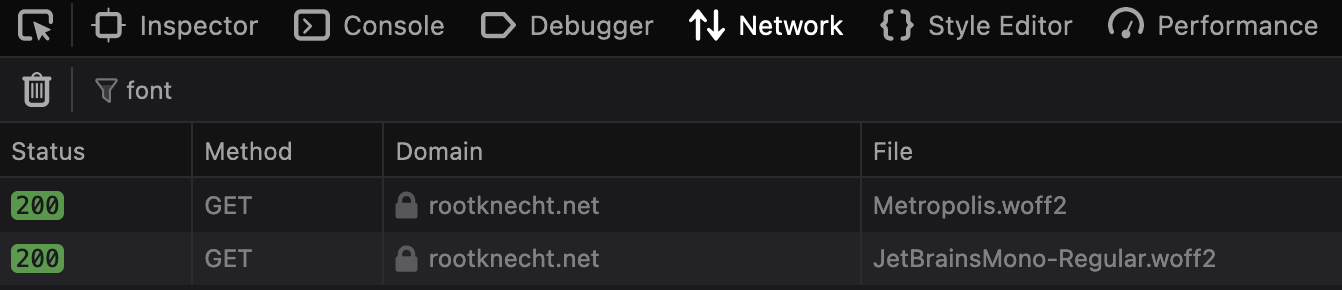 Inspector Console Debugger Network Style Editor Performance
font
Status Method Domain File
200 GET rootknecht.net Metropolis.woff2
200 GET rootknecht.net JetBrainsMono-Regular.woff2